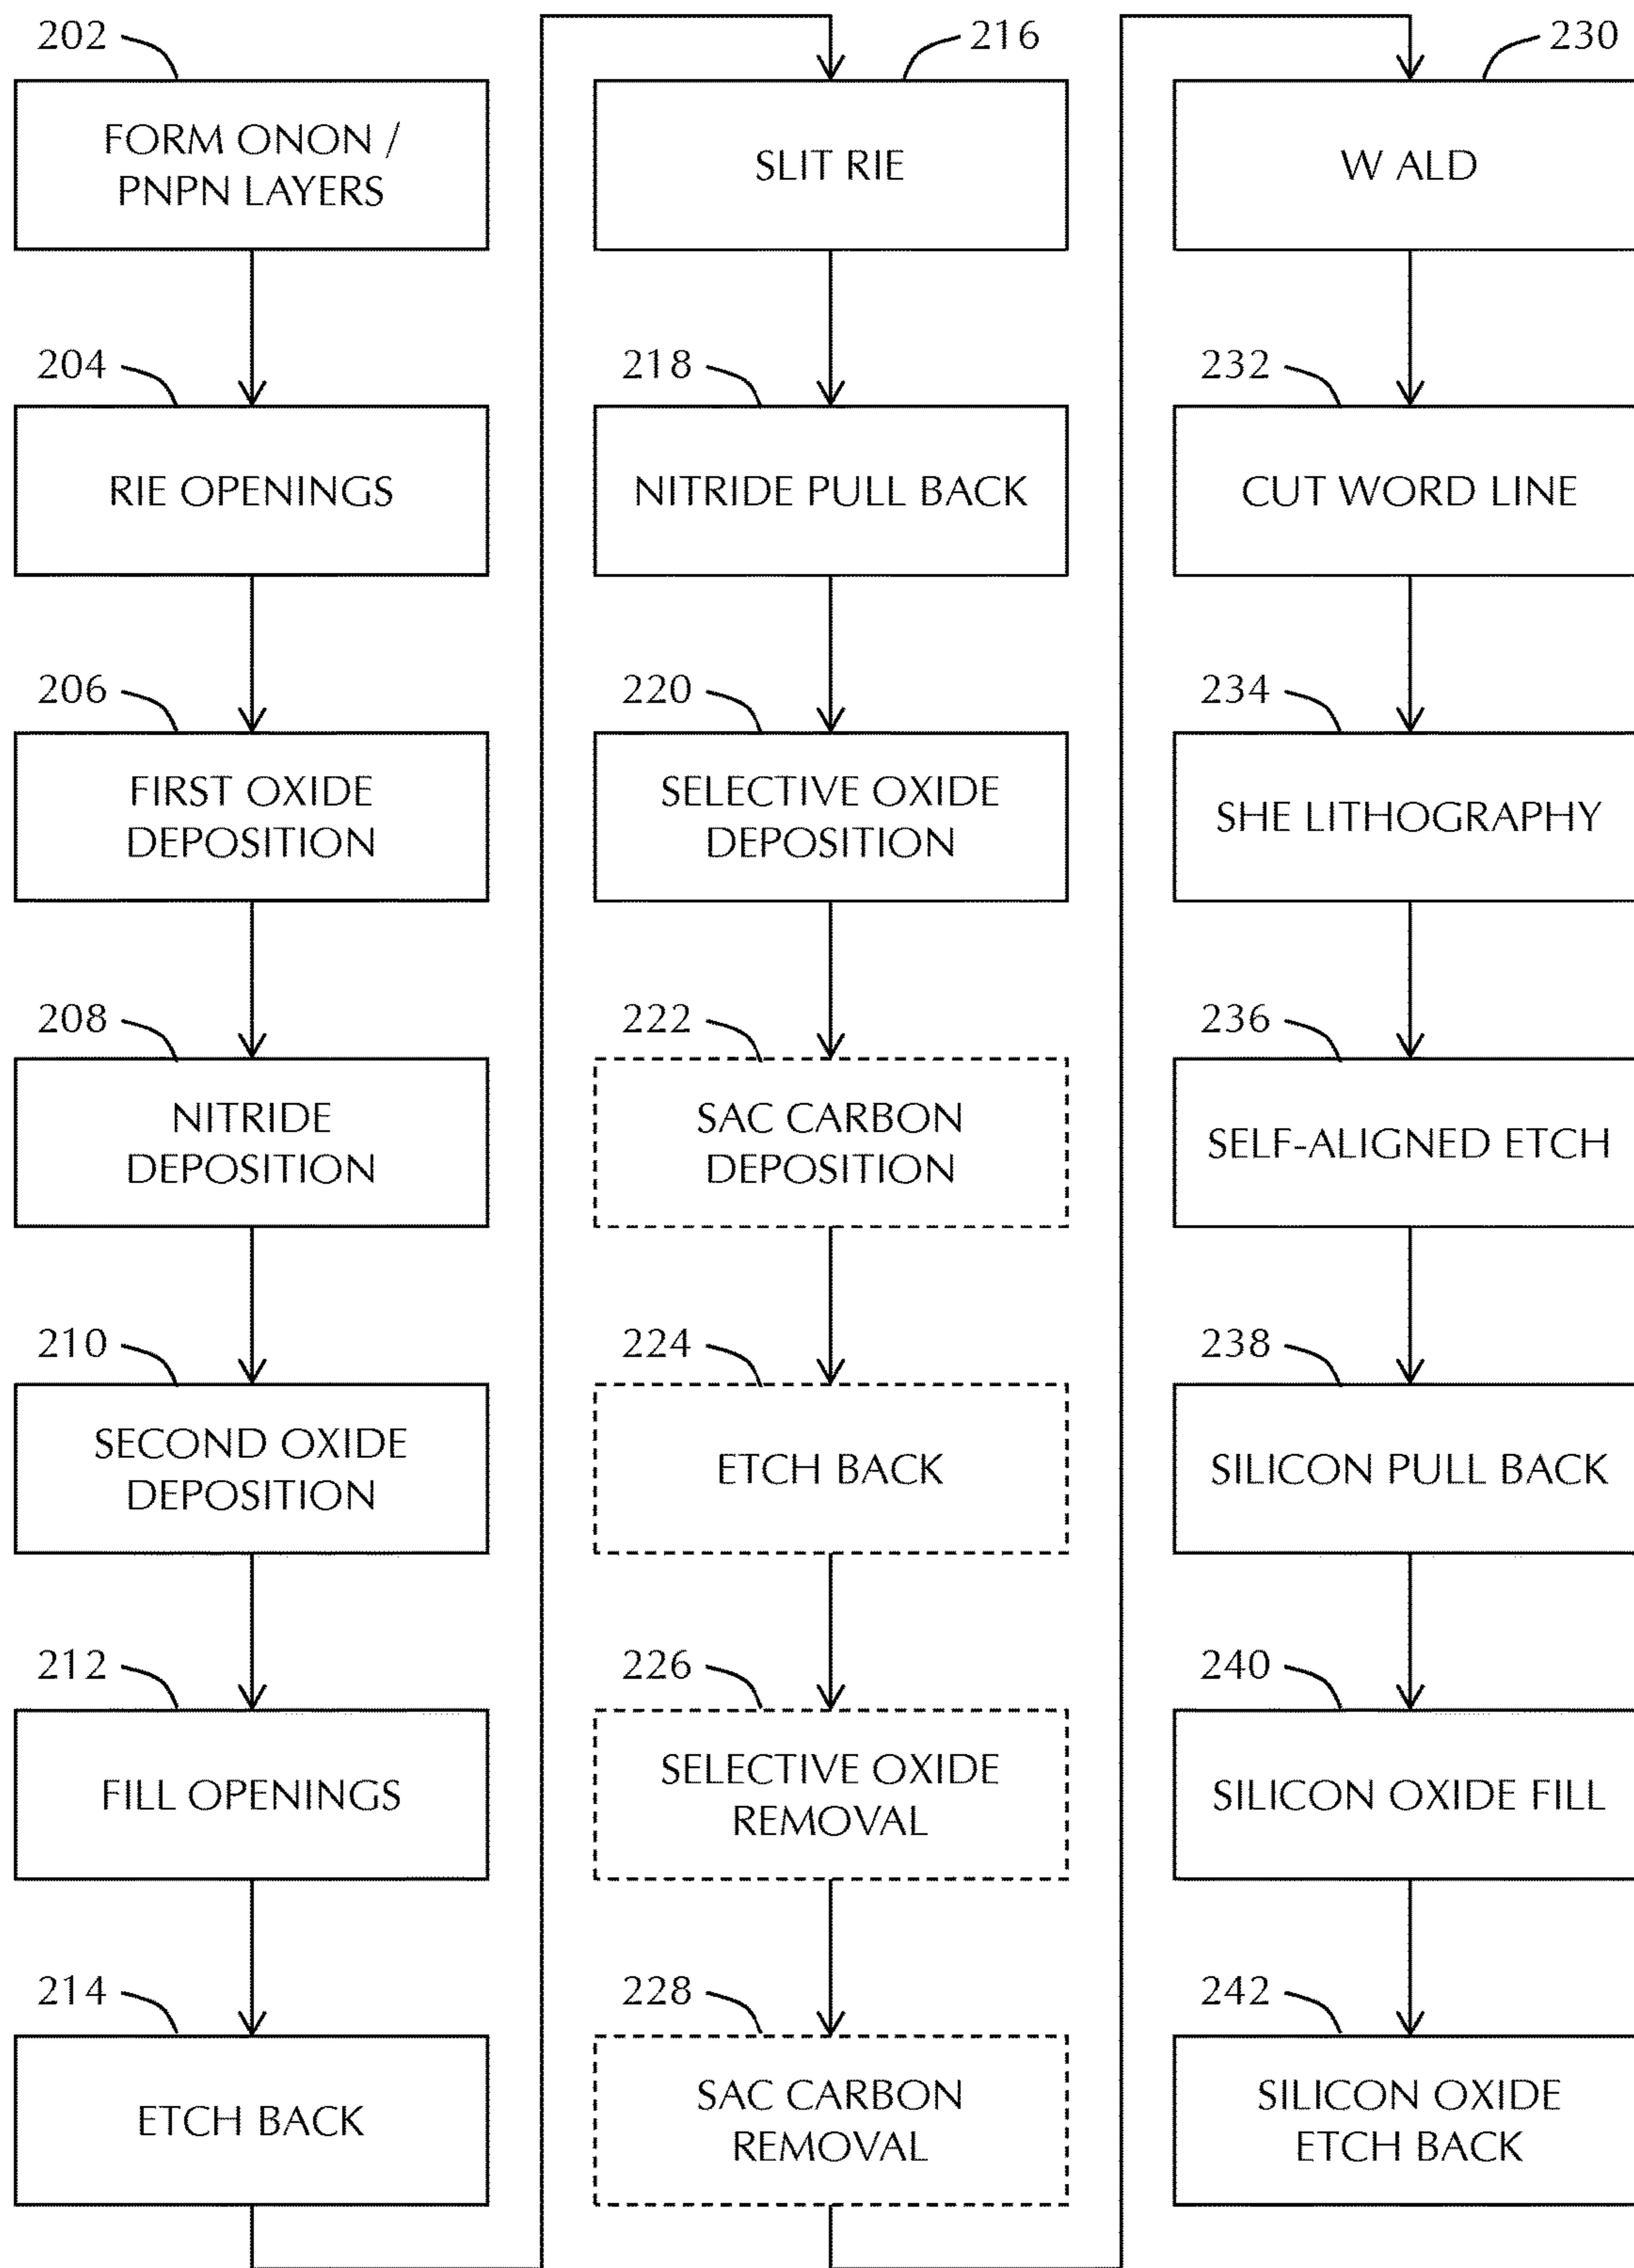 202
FORM ONON /
PNPN LAYERS
204
RIE OPENINGS
206
FIRST OXIDE
DEPOSITION
208
NITRIDE
DEPOSITION
210
SECOND OXIDE
DEPOSITION
212
FILL OPENINGS
214
ETCH BACK
216
SLIT RIE
218
NITRIDE PULL BACK
220
SELECTIVE OXIDE
DEPOSITION
222
SAC CARBON
DEPOSITION
224
ETCH BACK
226
SELECTIVE OXIDE
REMOVAL
228
SAC CARBON
REMOVAL
230
W ALD
232
CUT WORD LINE
234
SHE LITHOGRAPHY
236
SELF-ALIGNED ETCH
238
SILICON PULL BACK
240
SILICON OXIDE FILL
242
SILICON OXIDE
ETCH BACK